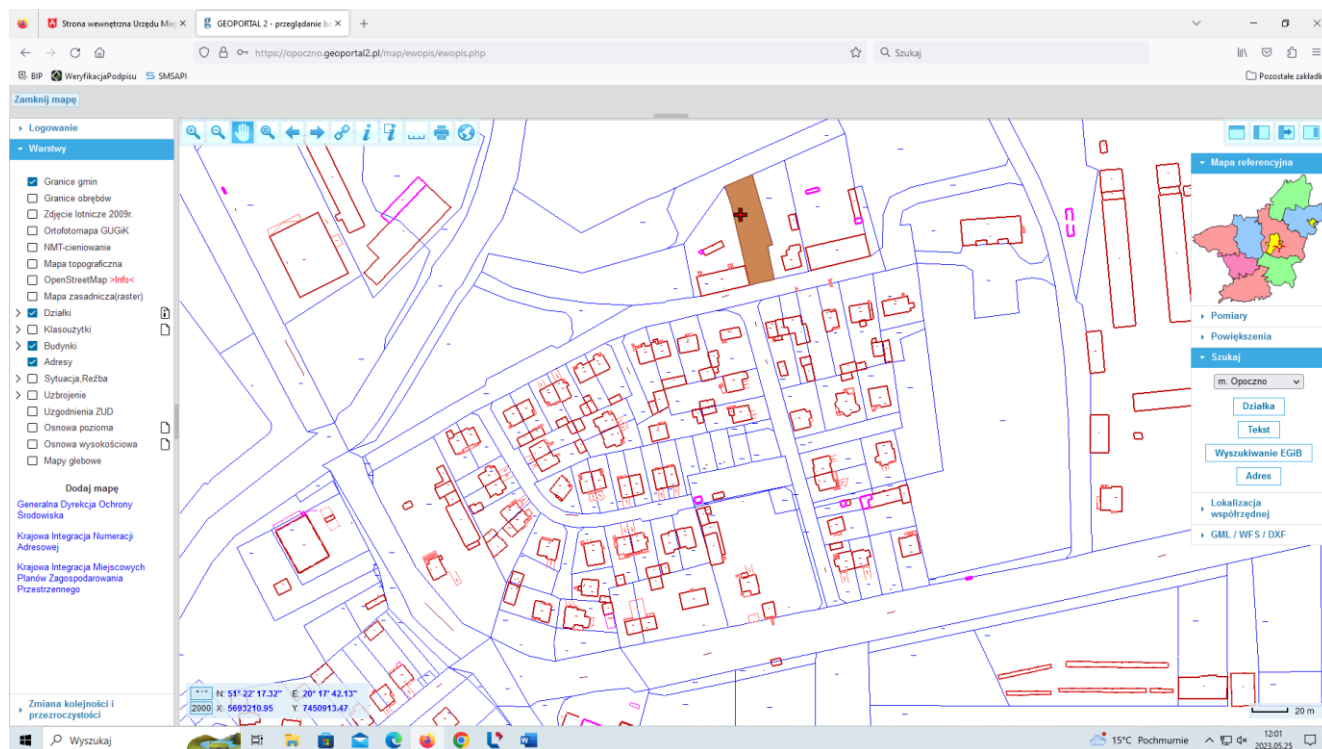 Strona wewnętrzna Urzędu Miej
GEOPORTAL 2 - przeglądanie ba
https://opoczno.geoportal2.pl/map/ewopis/ewopis.php
Szukaj
BIP
WeryfikacjaPodpisu
SMSAPI
Pozostałe zakładki
Zamknij mapę
Logowanie
Warstwy
Granice gmin
Granice obrębów
Zdjęcie lotnicze 2009r.
Ortofotomapa GUGiK
NMT-cieniowanie
Mapa topograficzna
OpenStreetMap >Info<
Mapa zasadnicza(raster)
Działki
Klasoużytki
Budynki
Adresy
Sytuacja,Reźba
Uzbrojenie
Uzgodnienia ZUD
Osnowa pozioma
Osnowa wysokościowa
Mapy glebowe
Dodaj mapę
Generalna Dyrekcja Ochrony
Środowiska
Krajowa Integracja Numeracji
Adresowej
Krajowa Integracja Miejscowych
Planów Zagospodarowania
Przestrzennego
Zmiana kolejności i
przezroczystości
N: 51° 22' 17.32" E: 20° 17' 42.13"
2000 X: 5693210.95 Y: 7450913.47
Mapa referencyjna
Pomiary
Powiększenia
Szukaj
m. Opoczno
Działka
Tekst
Wyszukiwanie EGiB
Adres
Lokalizacja
współrzędnej
GML / WFS / DXF
20 m
Wyszukaj
15°C Pochmurnie
12:01
2023.05.25